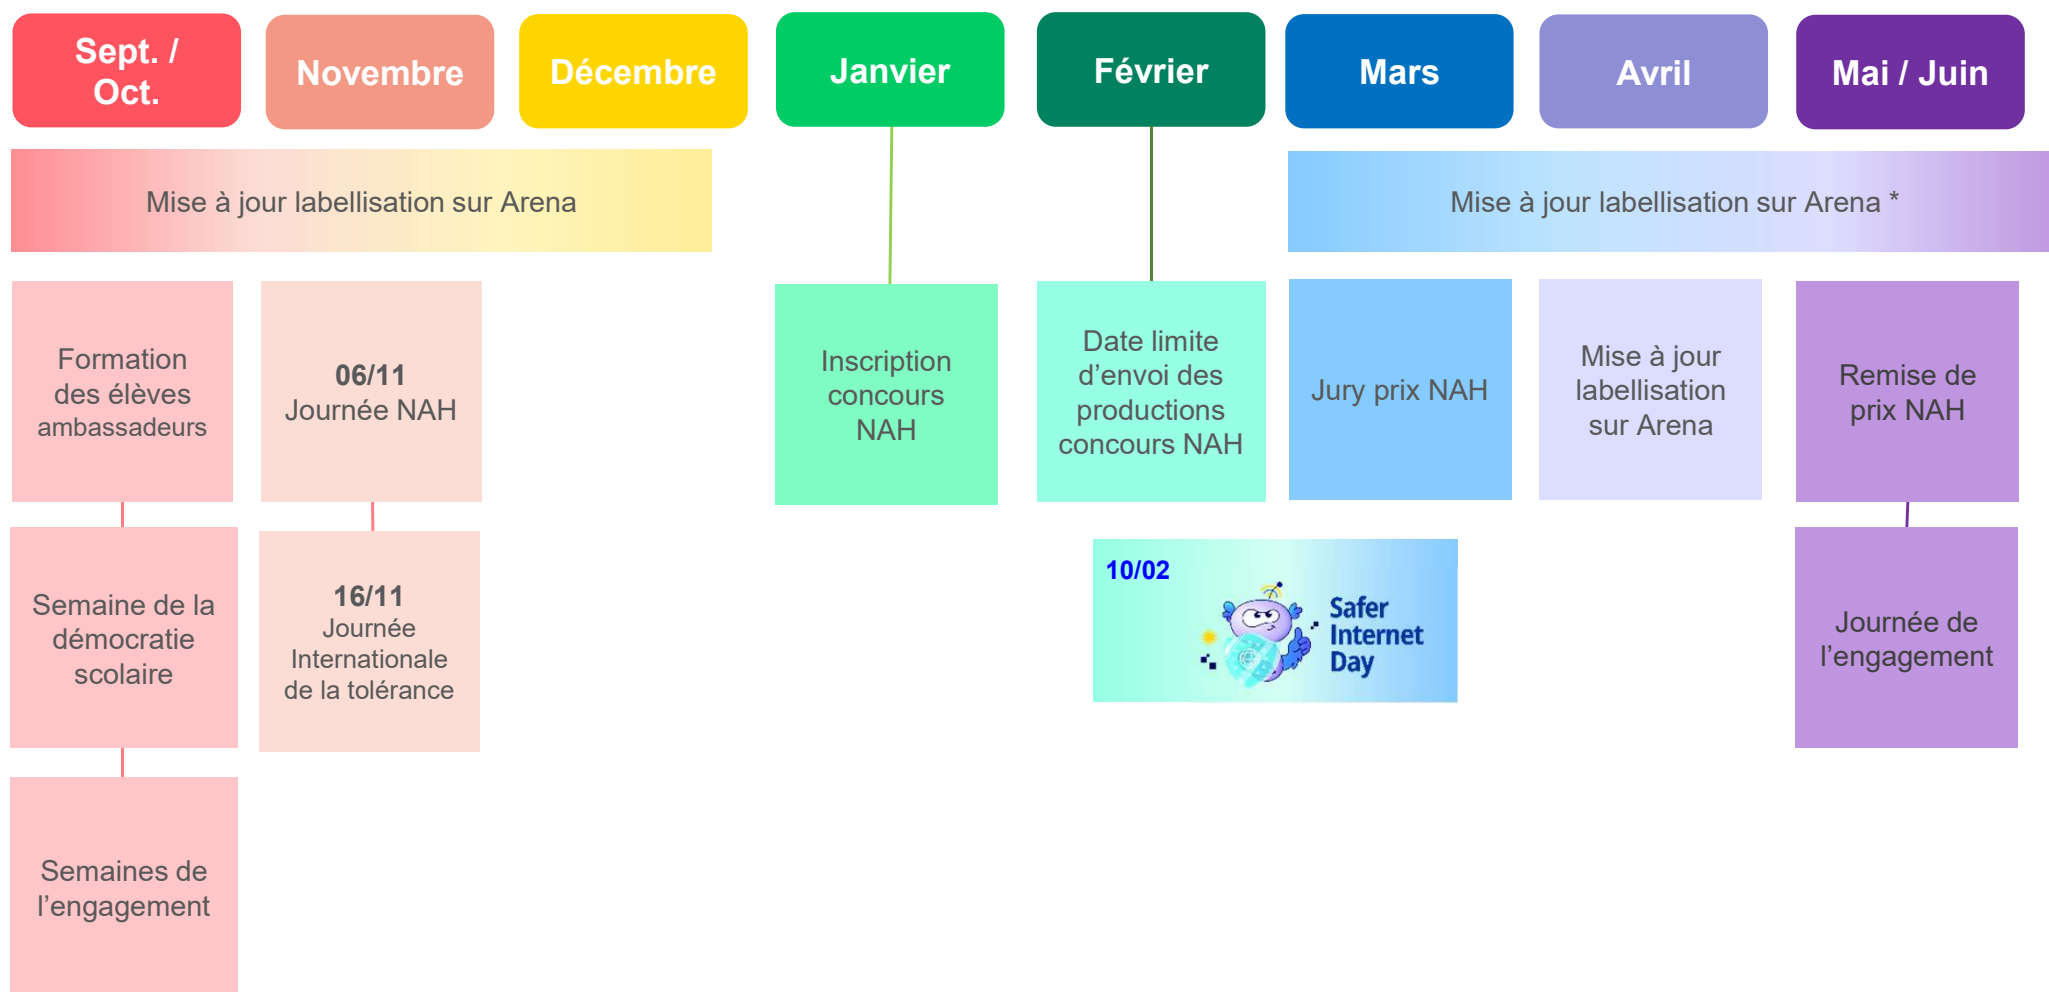 Sept. /
Oct.
Novembre
Décembre
Janvier
Février
Mars
Avril
Mai / Juin
Mise à jour labellisation sur Arena
Mise à jour labellisation sur Arena *
Formation
des élèves
ambassadeurs
06/11
Journée NAH
Inscription
concours
NAH
Date limite
d’envoi des
productions
concours NAH
Jury prix NAH
Mise à jour
labellisation
sur Arena
Remise de
prix NAH
Semaine de la
démocratie
scolaire
16/11
Journée
Internationale
de la tolérance
10/02
Safer
Internet
Day
Journée de
l’engagement
Semaines de
l’engagement